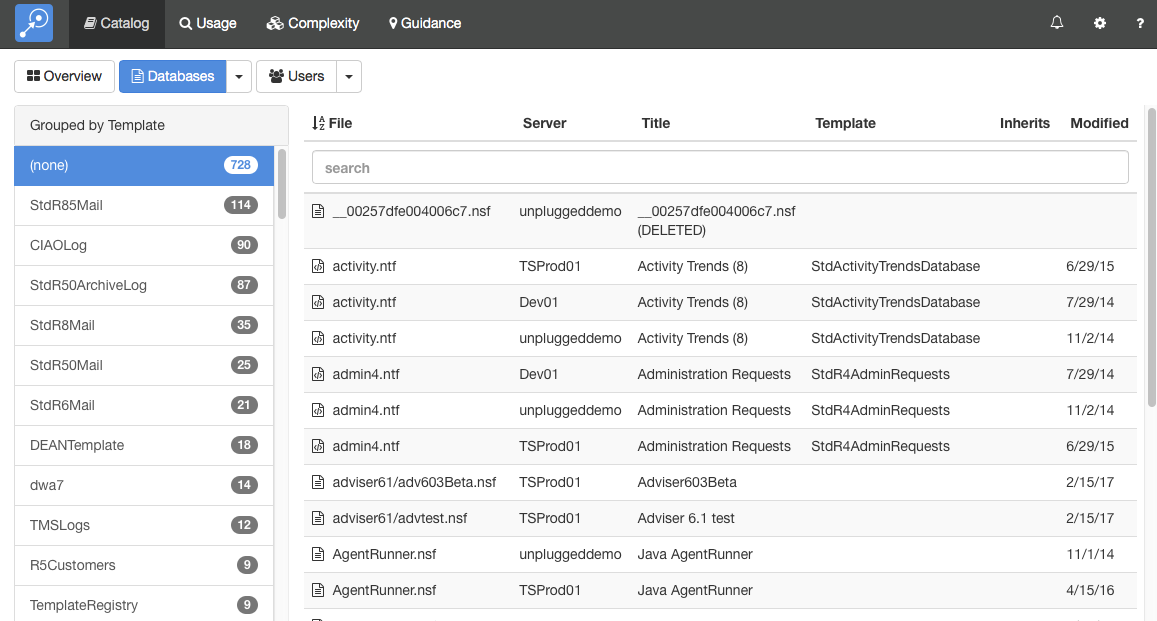 Catalog Usage Complexity Guidance ?
Overview Databases Users
Grouped by Template
(none) 728
StdR85Mail 114
CIAOLog 90
StdR50ArchiveLog 87
StdR8Mail 35
StdR50Mail 25
StdR6Mail 21
DEANTemplate 18
dwa7 14
TMSLogs 12
R5Customers 9
TemplateRegistry 9
File Server Title Template Inherits Modified
search
__00257dfe004006c7.nsf unpluggeddemo __00257dfe004006c7.nsf
(DELETED)
activity.ntf TSProd01 Activity Trends (8) StdActivityTrendsDatabase 6/29/15
activity.ntf Dev01 Activity Trends (8) StdActivityTrendsDatabase 7/29/14
activity.ntf unpluggeddemo Activity Trends (8) StdActivityTrendsDatabase 11/2/14
admin4.ntf Dev01 Administration Requests StdR4AdminRequests 7/29/14
admin4.ntf unpluggeddemo Administration Requests StdR4AdminRequests 11/2/14
admin4.ntf TSProd01 Administration Requests StdR4AdminRequests 6/29/15
adviser61/adv603Beta.nsf TSProd01 Adviser603Beta 2/15/17
adviser61/advtest.nsf TSProd01 Adviser 6.1 test 2/15/17
AgentRunner.nsf unpluggeddemo Java AgentRunner 11/1/14
AgentRunner.nsf TSProd01 Java AgentRunner 4/15/16